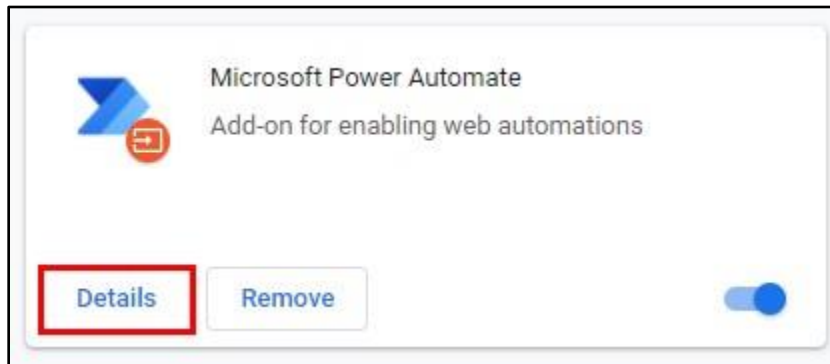 Microsoft Power Automate
Add-on for enabling web automations
Details
Remove